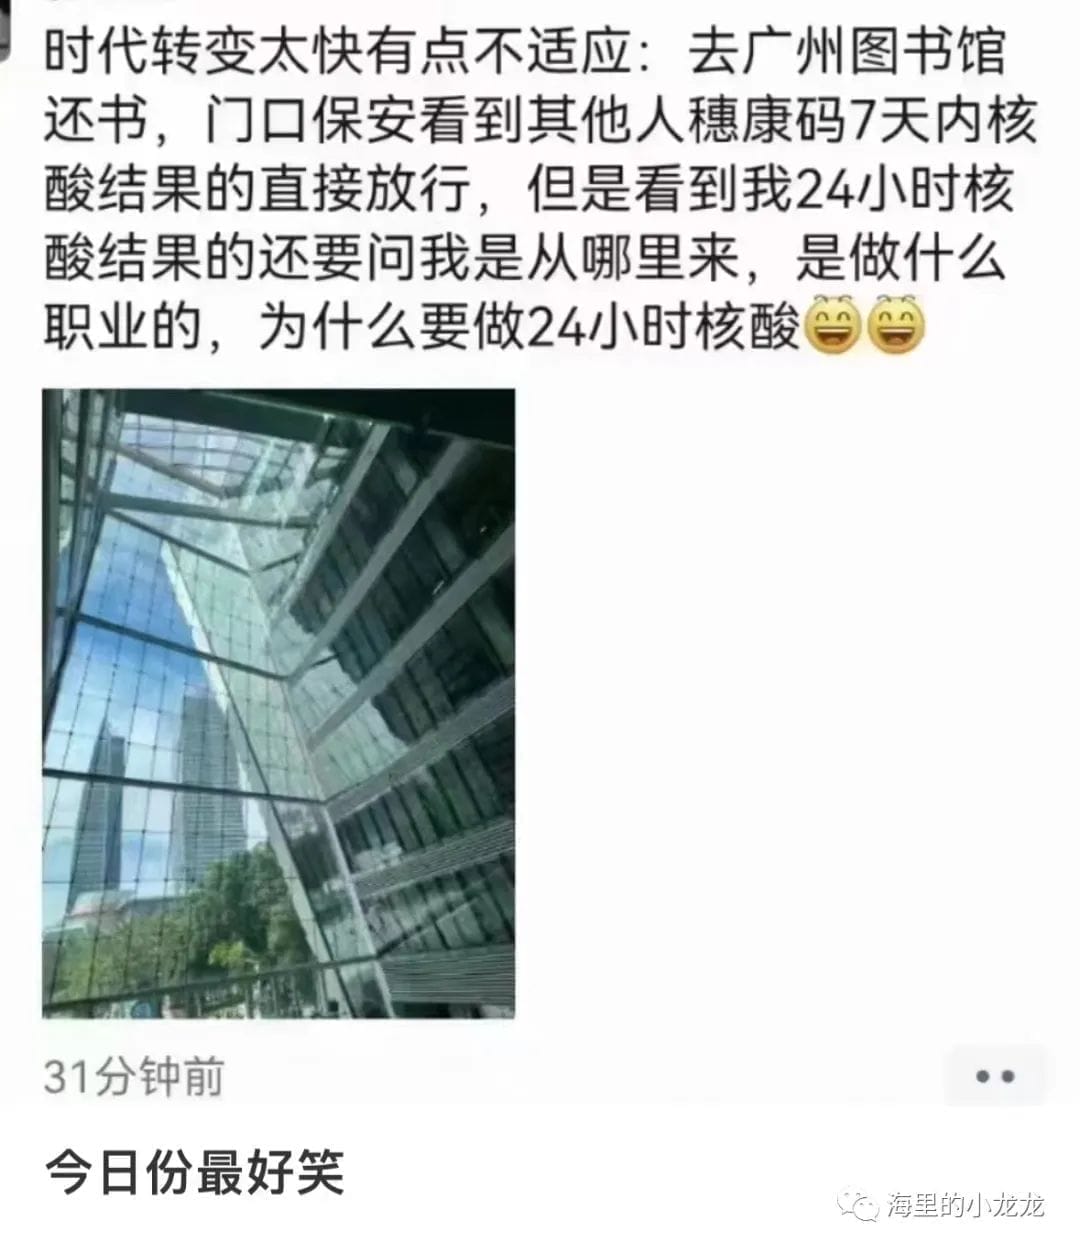 时代转变太快有点不适应：去广州图书馆
还书，门口保安看到其他人穗康码7天内核
酸结果的直接放行，但是看到我24小时核
酸结果的还要问我是从哪里来，是做什么
职业的，为什么要做24小时核酸😄😄
31分钟前
今日份最好笑
海里的小龙龙